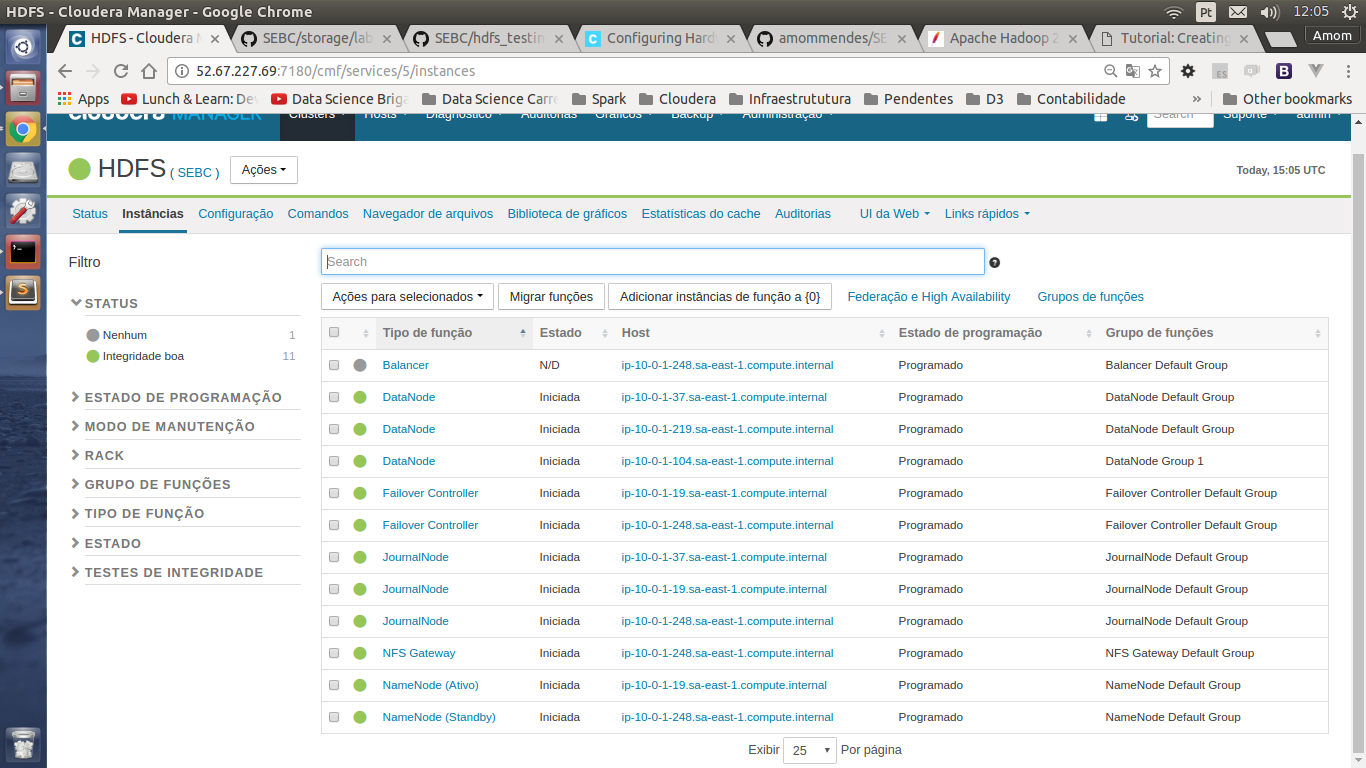 HDFS - Cloudera Manager - Google Chrome
Pt
12:05
Amom
HDFS - Cloudera M
SEBC/storage/lab
SEBC/hdfs_testin
Configuring Hard
amommendes/SE
Apache Hadoop 2
Tutorial: Creating
52.67.227.69:7180/cmf/services/5/instances
Apps
Lunch & Learn: De
Data Science Briga
Data Science Carre
Spark
Cloudera
Infraestrututura
Pendentes
D3
Contabilidade
»
Other bookmarks
cloudera MANAGER
Clusters
Hosts
Diagnóstico
Auditorias
Gráficos
Backup
Administração
Search
Suporte
admin
HDFS ( SEBC )
Ações
Today, 15:05 UTC
Status
Instâncias
Configuração
Comandos
Navegador de arquivos
Biblioteca de gráficos
Estatísticas do cache
Auditorias
UI da Web
Links rápidos
Filtro
STATUS
Nenhum 1
Integridade boa 11
ESTADO DE PROGRAMAÇÃO
MODO DE MANUTENÇÃO
RACK
GRUPO DE FUNÇÕES
TIPO DE FUNÇÃO
ESTADO
TESTES DE INTEGRIDADE
Search
Ações para selecionados
Migrar funções
Adicionar instâncias de função a {0}
Federação e High Availability
Grupos de funções
Tipo de função Estado Host Estado de programação Grupo de funções
Balancer N/D ip-10-0-1-248.sa-east-1.compute.internal Programado Balancer Default Group
DataNode Iniciada ip-10-0-1-37.sa-east-1.compute.internal Programado DataNode Default Group
DataNode Iniciada ip-10-0-1-219.sa-east-1.compute.internal Programado DataNode Default Group
DataNode Iniciada ip-10-0-1-104.sa-east-1.compute.internal Programado DataNode Group 1
Failover Controller Iniciada ip-10-0-1-19.sa-east-1.compute.internal Programado Failover Controller Default Group
Failover Controller Iniciada ip-10-0-1-248.sa-east-1.compute.internal Programado Failover Controller Default Group
JournalNode Iniciada ip-10-0-1-37.sa-east-1.compute.internal Programado JournalNode Default Group
JournalNode Iniciada ip-10-0-1-19.sa-east-1.compute.internal Programado JournalNode Default Group
JournalNode Iniciada ip-10-0-1-248.sa-east-1.compute.internal Programado JournalNode Default Group
NFS Gateway Iniciada ip-10-0-1-248.sa-east-1.compute.internal Programado NFS Gateway Default Group
NameNode (Ativo) Iniciada ip-10-0-1-19.sa-east-1.compute.internal Programado NameNode Default Group
NameNode (Standby) Iniciada ip-10-0-1-248.sa-east-1.compute.internal Programado NameNode Default Group
Exibir 25 Por página